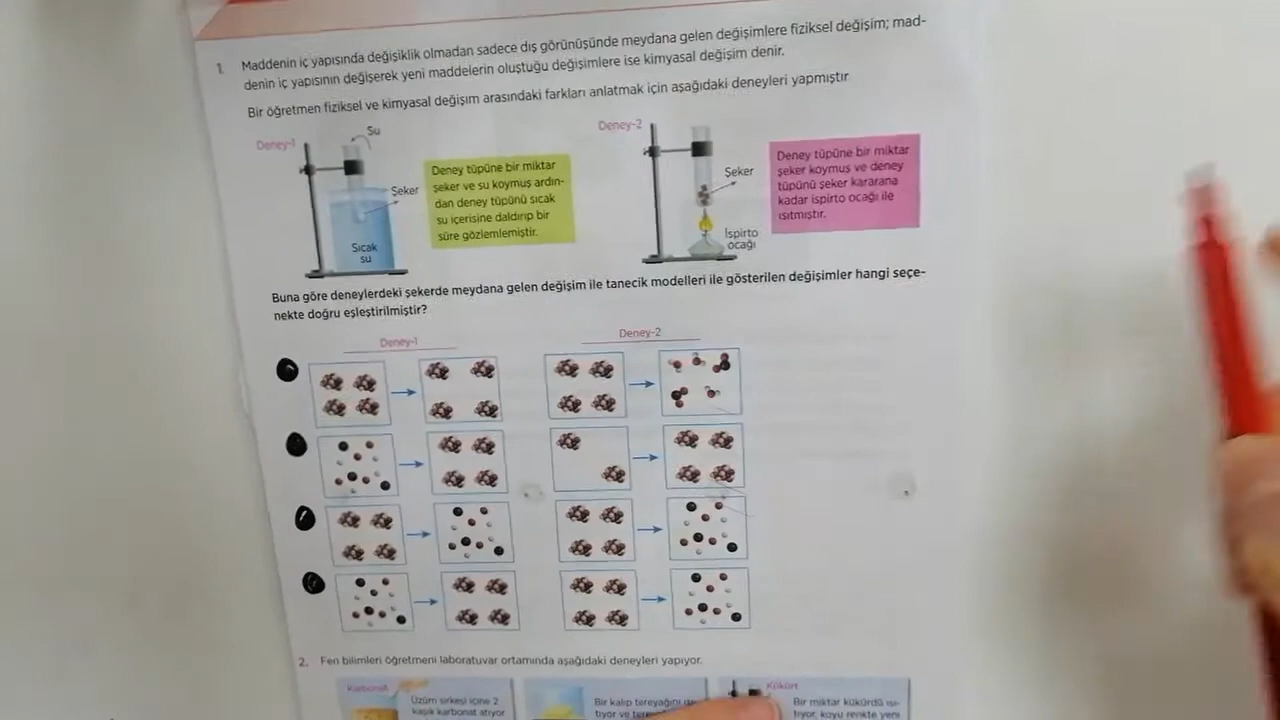 1. Maddenin iç yapısında değişiklik olmadan sadece dış görünüşünde meydana gelen değişimlere fiziksel değişim; mad-
denin iç yapısının değişerek yeni maddelerin oluştuğu değişimlere ise kimyasal değişim denir.
Bir öğretmen fiziksel ve kimyasal değişim arasındaki farkları anlatmak için aşağıdaki deneyleri yapmıştır
Deney-1
Su
Şeker
Sıcak
su
Deney tüpüne bir miktar
şeker ve su koymuş ardın-
dan deney tüpünü sıcak
su içerisine daldırıp bir
süre gözlemlemiştir.
Deney-2
Şeker
İspirto
ocağı
Deney tüpüne bir miktar
şeker koymuş ve deney
tüpünü şeker kararana
kadar ispirto ocağı ile
ısıtmıştır.
Buna göre deneylerdeki şekerde meydana gelen değişim ile tanecik modelleri ile gösterilen değişimler hangi seçe-
nekte doğru eşleştirilmiştir?
Deney-1
Deney-2
2. Fen bilimleri öğretmeni laboratuvar ortamında aşağıdaki deneyleri yapıyor.
Karbonat
Üzüm sirkesi içine 2
kaşık karbonat atıyor
Bir kalıp tereyağını
tıyor ve
Kükürt
Bir miktar kükürdü ısı-
tıyor, koyu renkte yeni